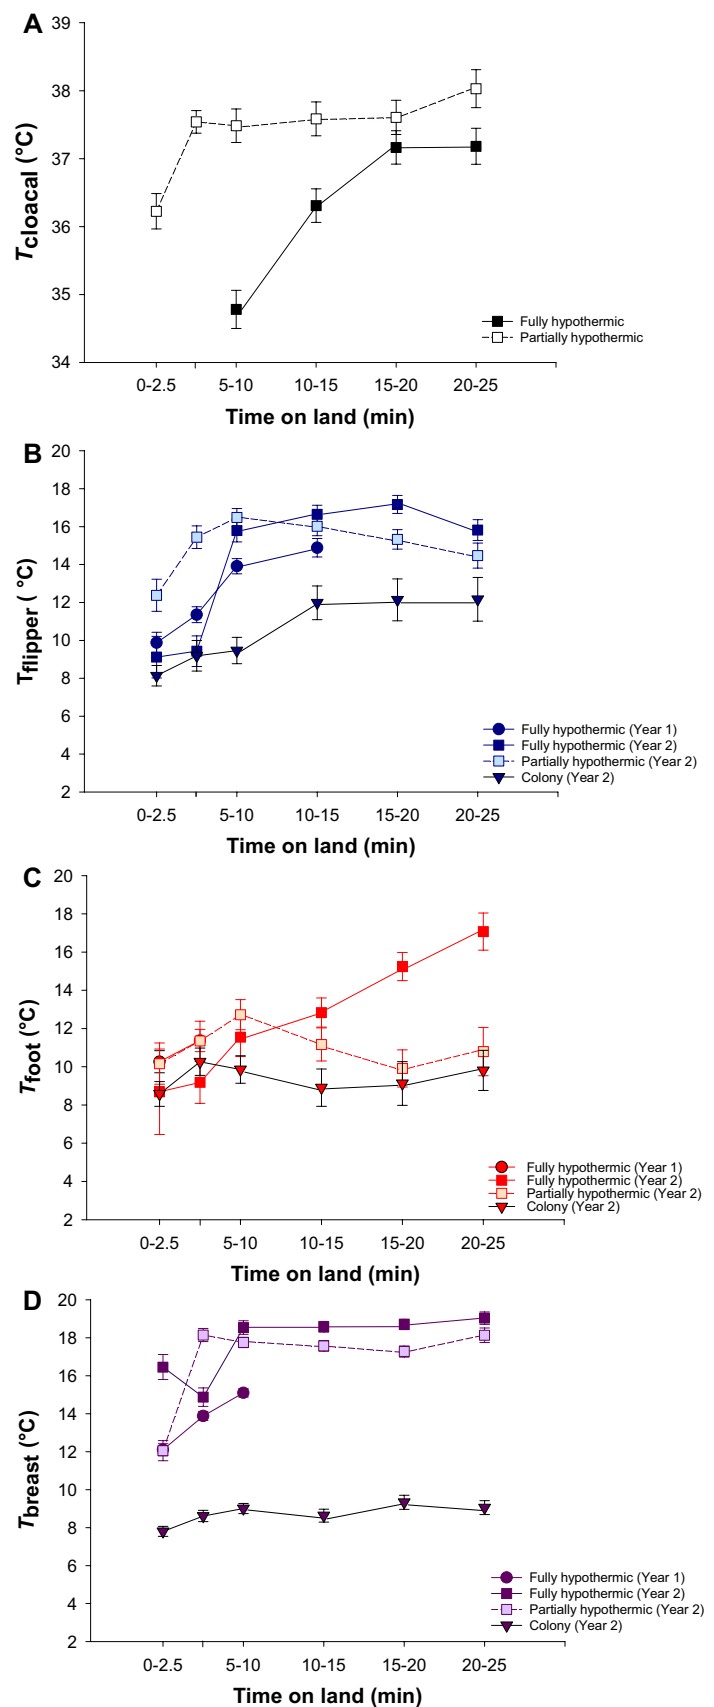 A
39
38
37
36
35
34
Tcloacal (°C)
Fully hypothermic
Partially hypothermic
0-2.5 5-10 10-15 15-20 20-25
Time on land (min)
B
20
18
16
14
12
10
8
6
4
2
Tflipper ( °C)
Fully hypothermic (Year 1)
Fully hypothermic (Year 2)
Partially hypothermic (Year 2)
Colony (Year 2)
0-2.5 5-10 10-15 15-20 20-25
Time on land (min)
C
20
18
16
14
12
10
8
6
4
2
Tfoot (°C)
Fully hypothermic (Year 1)
Fully hypothermic (Year 2)
Partially hypothermic (Year 2)
Colony (Year 2)
0-2.5 5-10 10-15 15-20 20-25
Time on land (min)
D
20
18
16
14
12
10
8
6
4
2
Tbreast (°C)
Fully hypothermic (Year 1)
Fully hypothermic (Year 2)
Partially hypothermic (Year 2)
Colony (Year 2)
0-2.5 5-10 10-15 15-20 20-25
Time on land (min)